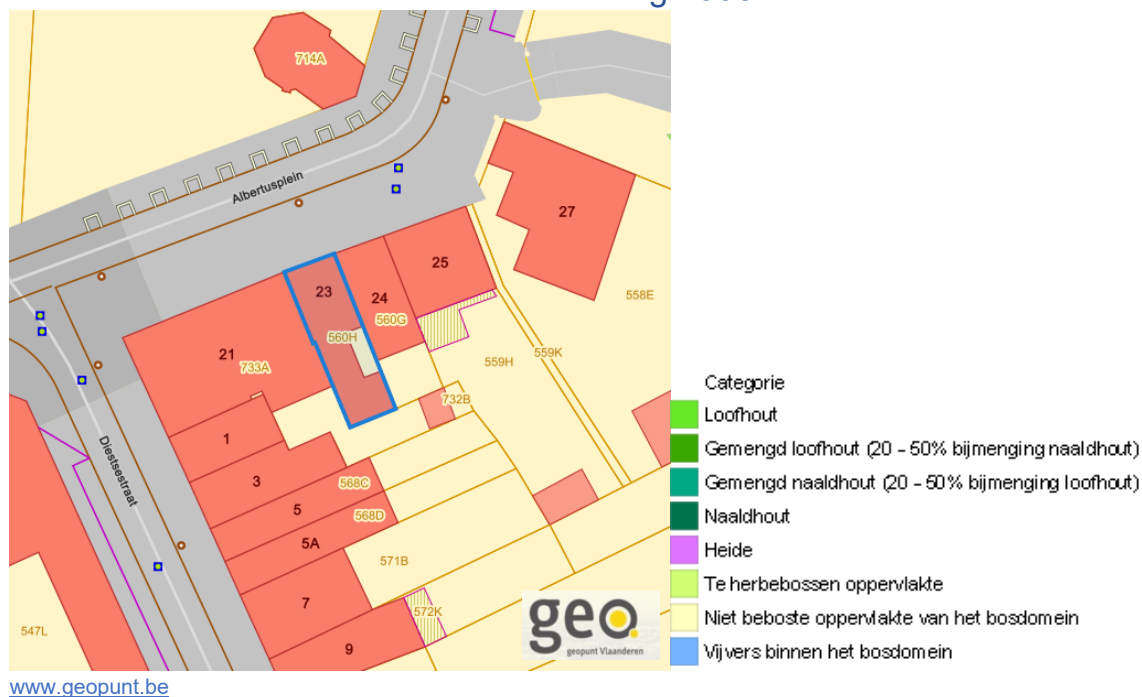 714A
Albertusplein
27
25
23
24
558E
560G
560H
21
559K
733A
559H
732B
1
Diestsestraat
3
568C
5
568D
5A
571B
7
572K
547L
9
geo
geopunt Vlaanderen
Categorie
Loofhout
Gemengd loofhout (20 – 50% bijmenging naaldhout)
Gemengd naaldhout (20 – 50% bijmenging loofhout)
Naaldhout
Heide
Te herbebossen oppervlakte
Niet beboste oppervlakte van het bosdomein
Vijvers binnen het bosdomein
www.geopunt.be